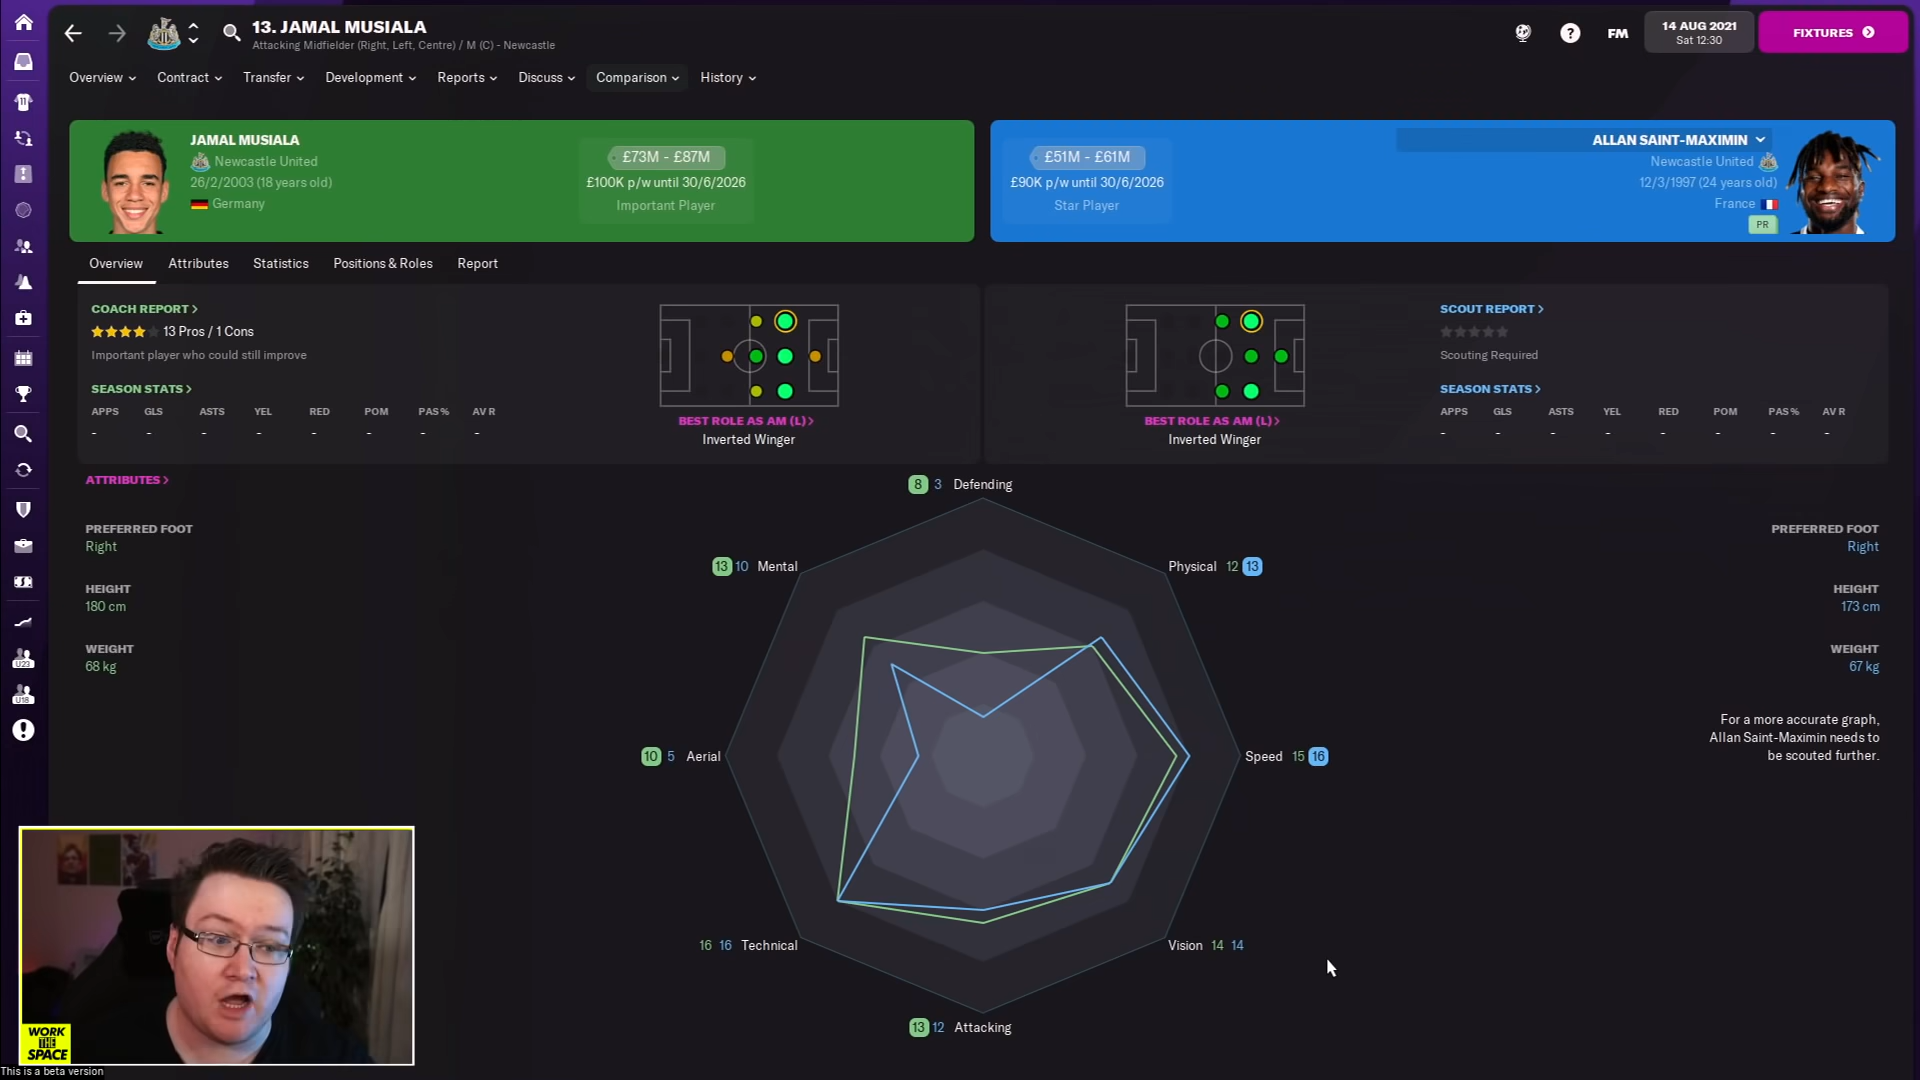 13. JAMAL MUSIALA
Attacking Midfielder (Right, Left, Centre) / M (C) - Newcastle
FM
14 AUG 2021
Sat 12:30
FIXTURES
Overview
Contract
Transfer
Development
Reports
Discuss
Comparison
History
JAMAL MUSIALA
Newcastle United
26/2/2003 (18 years old)
Germany
£73M - £87M
£100K p/w until 30/6/2026
Important Player
£51M - £61M
£90K p/w until 30/6/2026
Star Player
ALLAN SAINT-MAXIMIN
Newcastle United
12/3/1997 (24 years old)
France
PR
Overview
Attributes
Statistics
Positions & Roles
Report
COACH REPORT >
13 Pros / 1 Cons
Important player who could still improve
SEASON STATS >
APPS GLS ASTS YEL RED POM PAS % AV R
- - - - - - - -
BEST ROLE AS AM (L) >
Inverted Winger
BEST ROLE AS AM (L) >
Inverted Winger
SCOUT REPORT >
Scouting Required
SEASON STATS >
APPS GLS ASTS YEL RED POM PAS % AV R
- - - - - - - -
ATTRIBUTES >
PREFERRED FOOT
Right
HEIGHT
180 cm
WEIGHT
68 kg
8 3 Defending
13 10 Mental
Physical 12 13
10 5 Aerial
Speed 15 16
16 16 Technical
Vision 14 14
13 12 Attacking
PREFERRED FOOT
Right
HEIGHT
173 cm
WEIGHT
67 kg
For a more accurate graph,
Allan Saint-Maximin needs to
be scouted further.
U23
U18
WORK
THE
SPACE
This is a beta version